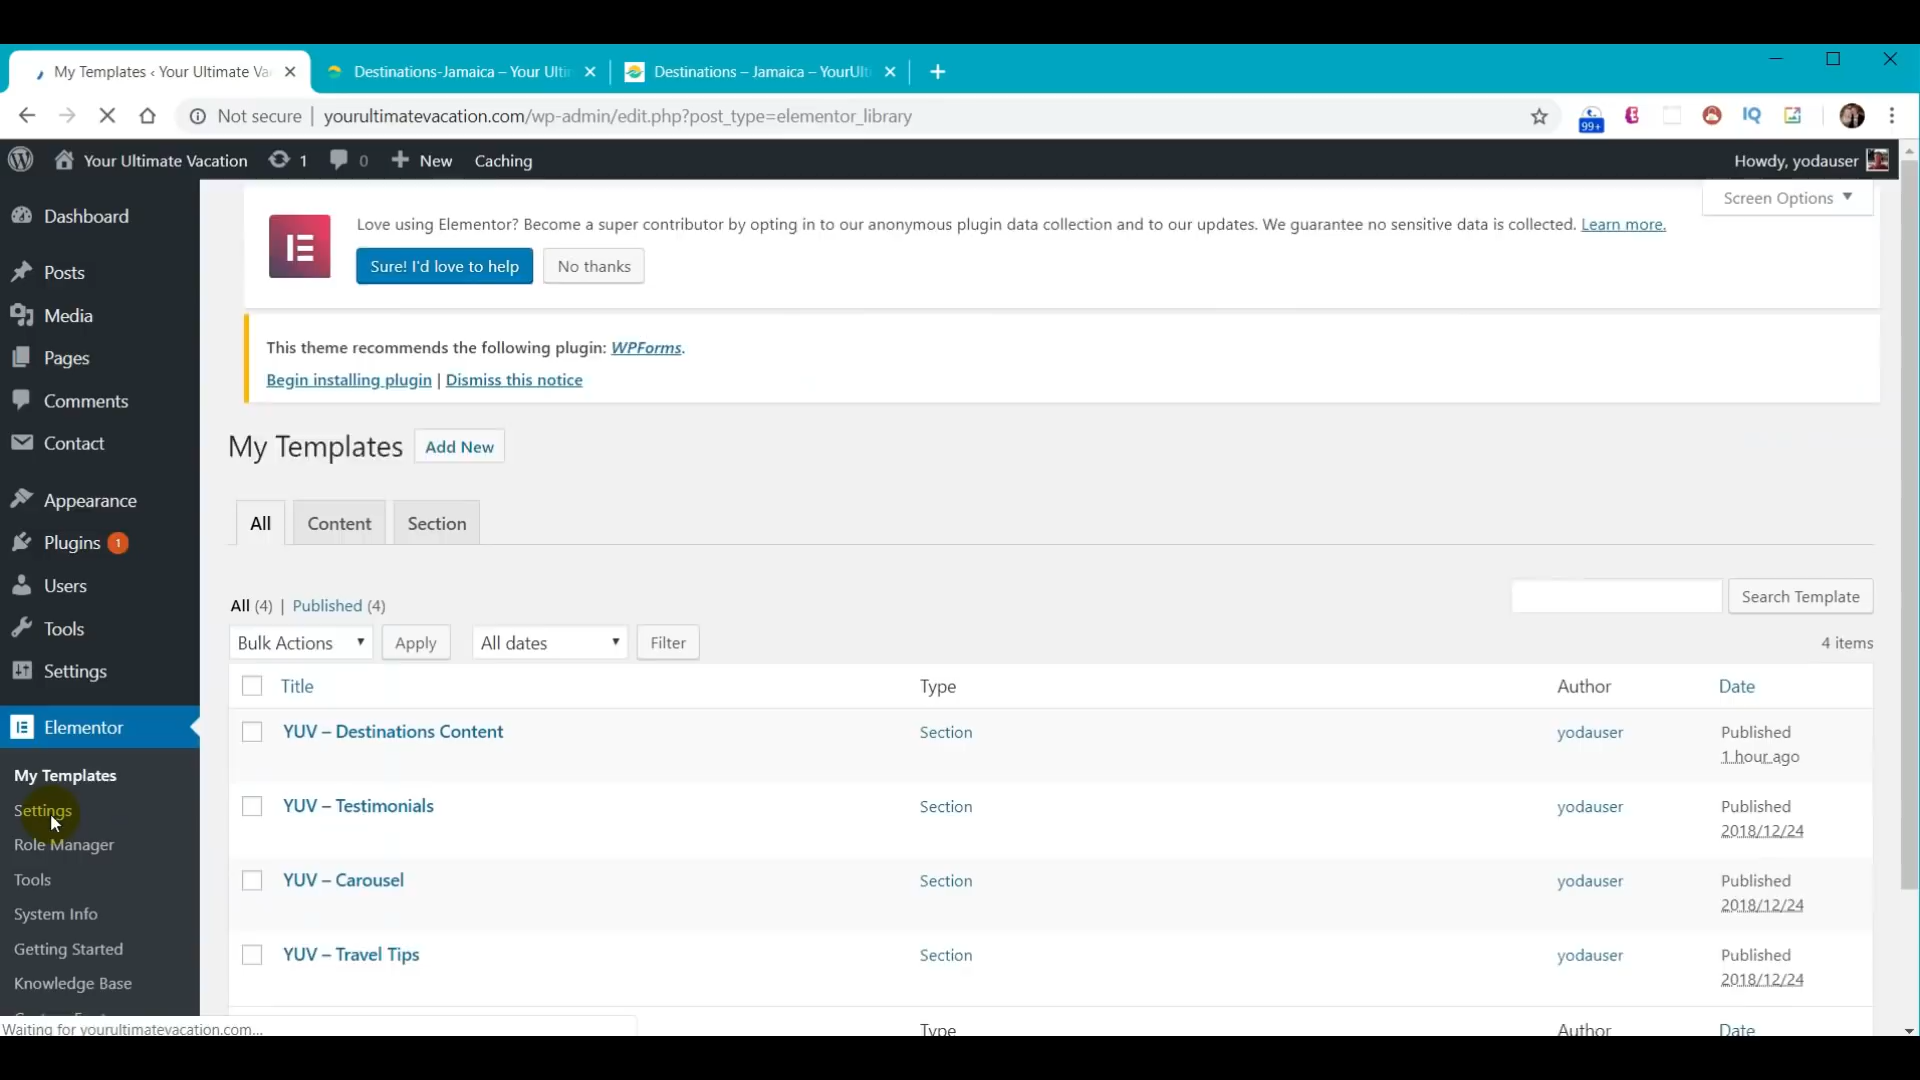 My Templates ‹ Your Ultimate Va
Destinations-Jamaica – Your Ulti
Destinations – Jamaica – YourUlt
Not secure | yourultimatevacation.com/wp-admin/edit.php?post_type=elementor_library
99+
IQ
Your Ultimate Vacation
1
0
New
Caching
Howdy, yodauser
Screen Options
Dashboard
Posts
Media
Pages
Comments
Contact
Appearance
Plugins 1
Users
Tools
Settings
Elementor
My Templates
Settings
Role Manager
Tools
System Info
Getting Started
Knowledge Base
Love using Elementor? Become a super contributor by opting in to our anonymous plugin data collection and to our updates. We guarantee no sensitive data is collected. Learn more.
Sure! I'd love to help
No thanks
This theme recommends the following plugin: WPForms.
Begin installing plugin | Dismiss this notice
My Templates
Add New
All
Content
Section
All (4) | Published (4)
Search Template
Bulk Actions
Apply
All dates
Filter
4 items
Title
Type
Author
Date
YUV – Destinations Content
Section
yodauser
Published
1 hour ago
YUV – Testimonials
Section
yodauser
Published
2018/12/24
YUV – Carousel
Section
yodauser
Published
2018/12/24
YUV – Travel Tips
Section
yodauser
Published
2018/12/24
Type
Author
Date
Waiting for yourultimatevacation.com...